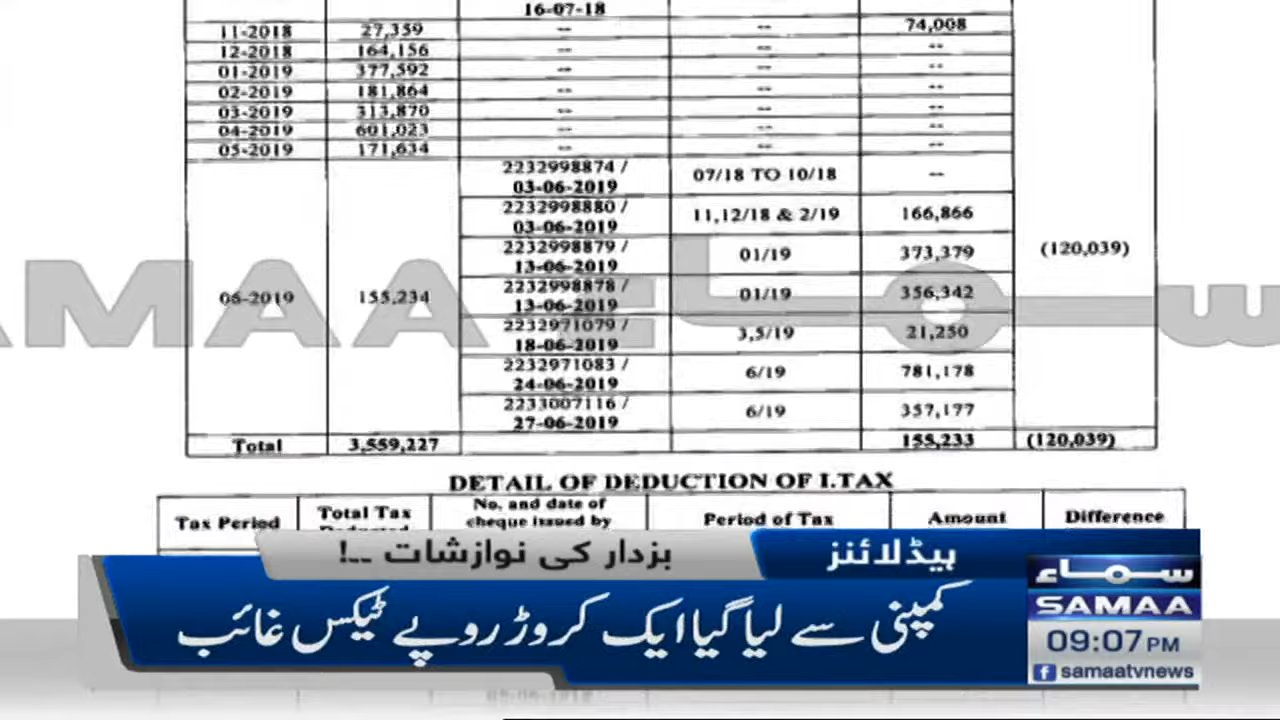 16-07-18
11-2018 27,359 -- -- 74,008
12-2018 164,156 -- -- --
01-2019 377,592 -- -- --
02-2019 181,864 -- -- --
03-2019 313,870 -- -- --
04-2019 601,023 -- -- --
05-2019 171,634 -- -- --
2232998874 / 03-06-2019 07/18 TO 10/18 --
2232998880 / 03-06-2019 11,12/18 & 2/19 166,866
2232998879 / 13-06-2019 01/19 373,379 (120,039)
06-2019 155,234 2232998878 / 13-06-2019 01/19 356,342
2232971079 / 18-06-2019 3,5/19 21,250
2232971083 / 24-06-2019 6/19 781,178
2233007116 / 27-06-2019 6/19 357,177
Total 3,559,227 155,233 (120,039)
SAMAA سماء
DETAIL OF DEDUCTION OF I.TAX
Tax Period Total Tax Deducted No. and date of cheque issued by Period of Tax Amount Difference
ہیڈلائنز
بزدار کی نوازشات ..!
کمپنی سے لیا گیا ایک کروڑ روپے ٹیکس غائب
سماء
SAMAA
09:07 PM
samaatvnews